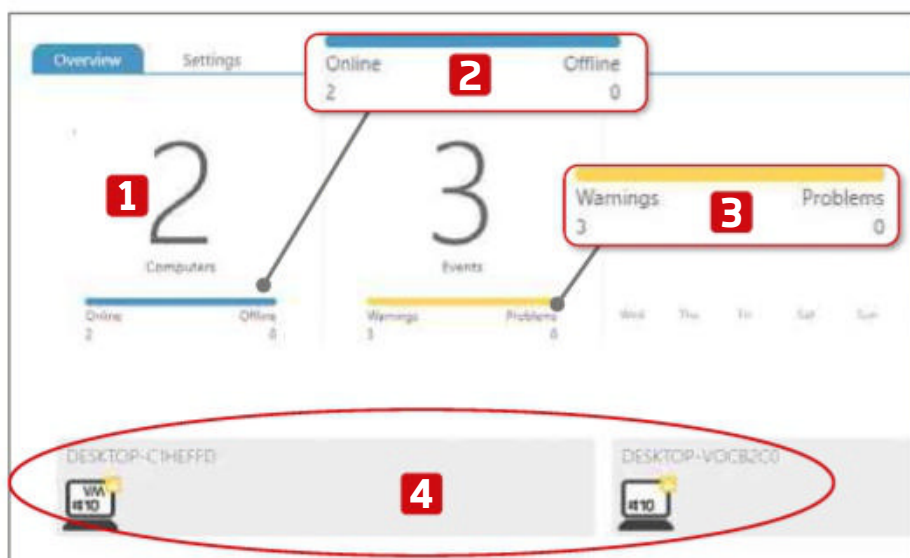 Overview Settings
Online Offline
2 0
2
1
2
Computers
Online Offline
2 0
3
Events
Warnings Problems
3 0
3
Warnings Problems
3 0
Wed Thu Fri Sat Sun
DESKTOP-C1HEFFD
VM
10
4
DESKTOP-VOCB2C0
10